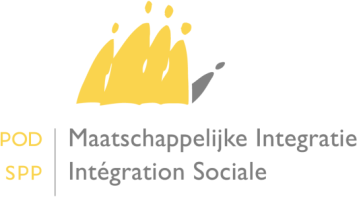 POD Maatschappelijke Integratie
SPP Intégration Sociale